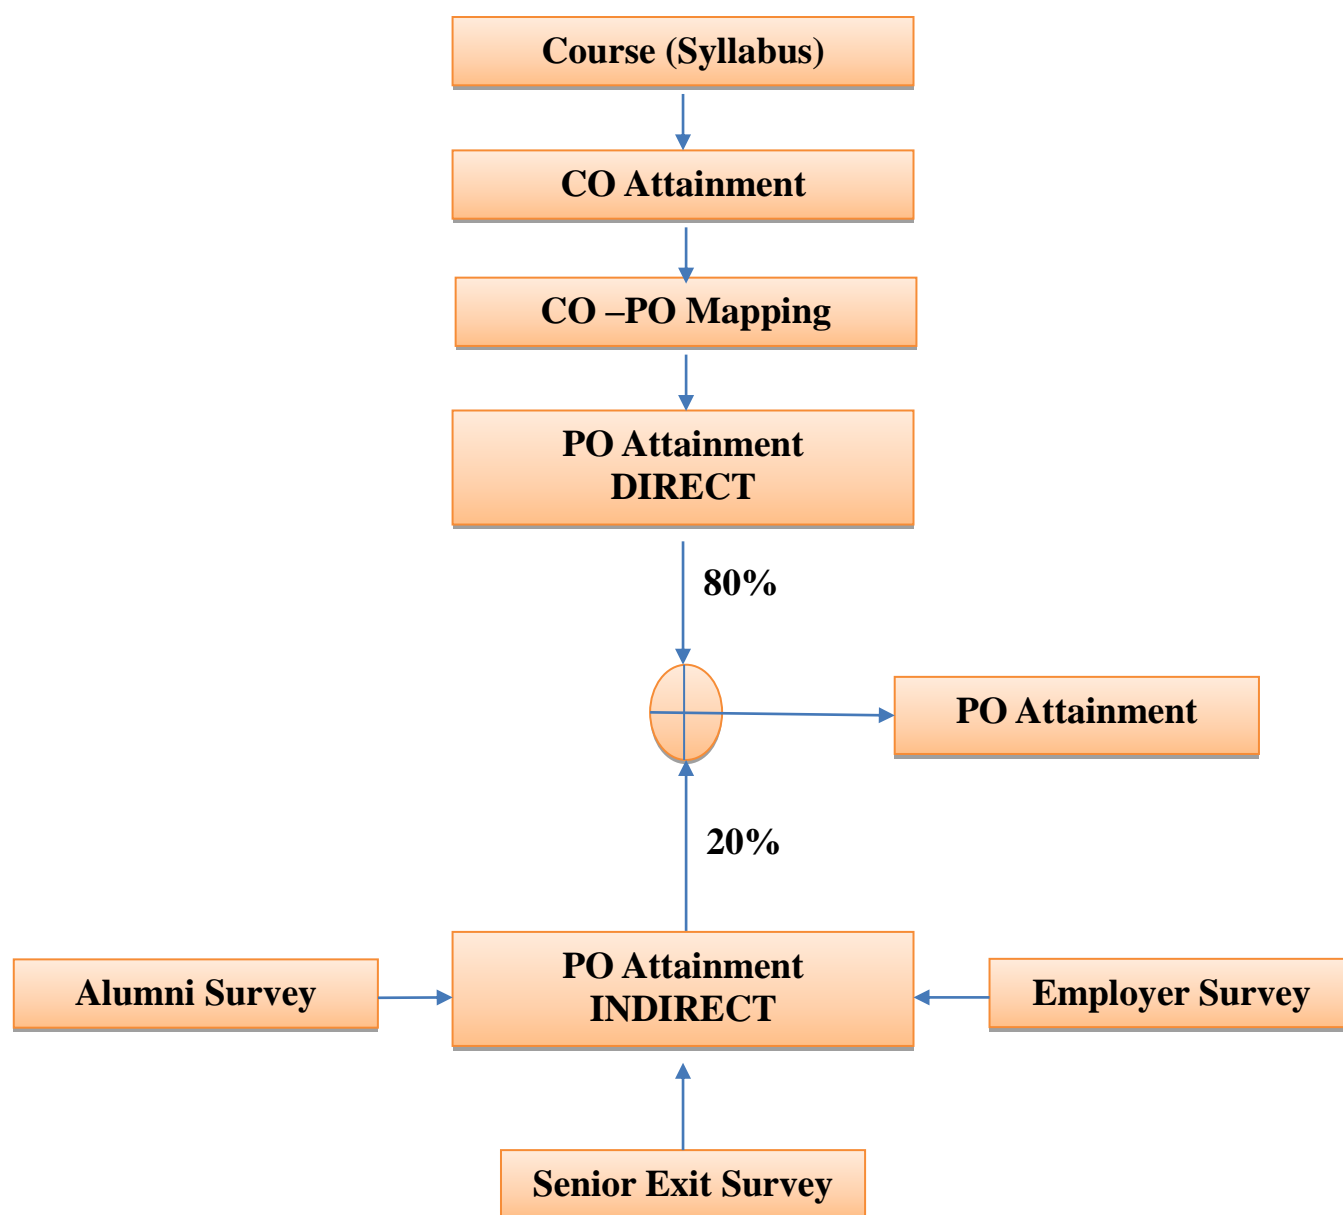 Course (Syllabus)
CO Attainment
CO –PO Mapping
PO Attainment
DIRECT
80%
PO Attainment
20%
PO Attainment
INDIRECT
Alumni Survey
Employer Survey
Senior Exit Survey